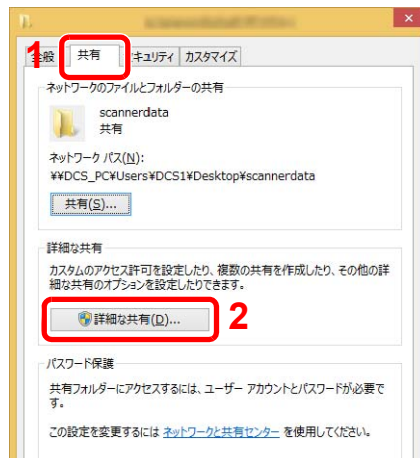 1
全般 共有 キュリティ カスタマイズ
ネットワークのファイルとフォルダーの共有
scannerdata
共有
ネットワーク パス(N):
¥¥DCS_PC¥Users¥DCS1¥Desktop¥scannerdata
共有(S)...
詳細な共有
カスタムのアクセス許可を設定したり、複数の共有を作成したり、その他の詳
細な共有のオプションを設定したりできます。
詳細な共有(D)...
2
パスワード保護
共有フォルダーにアクセスするには、ユーザー アカウントとパスワードが必要で
す。
この設定を変更するには ネットワークと共有センター を使用してください。